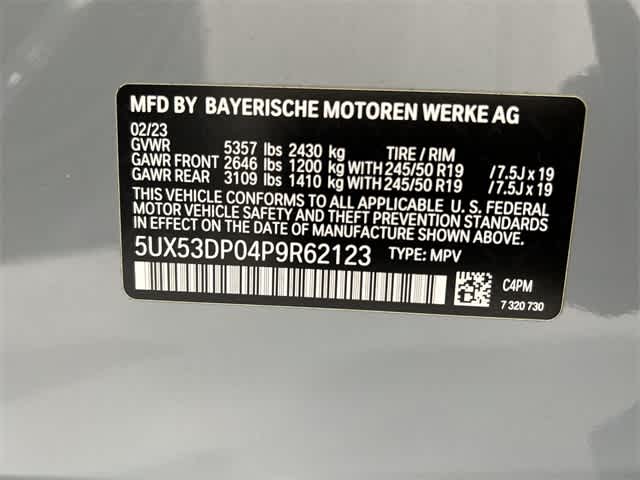 MFD BY BAYERISCHE MOTOREN WERKE AG
02/23
GVWR 5357 lbs 2430 kg TIRE / RIM
GAWR FRONT 2646 lbs 1200 kg WITH 245/50 R19 /7.5J x 19
GAWR REAR 3109 lbs 1410 kg WITH 245/50 R19 /7.5J x 19
THIS VEHICLE CONFORMS TO ALL APPLICABLE U.S. FEDERAL
MOTOR VEHICLE SAFETY AND THEFT PREVENTION STANDARDS
IN EFFECT ON THE DATE OF MANUFACTURE SHOWN ABOVE.
5UX53DP04P9R62123 TYPE: MPV
C4PM
7 320 730